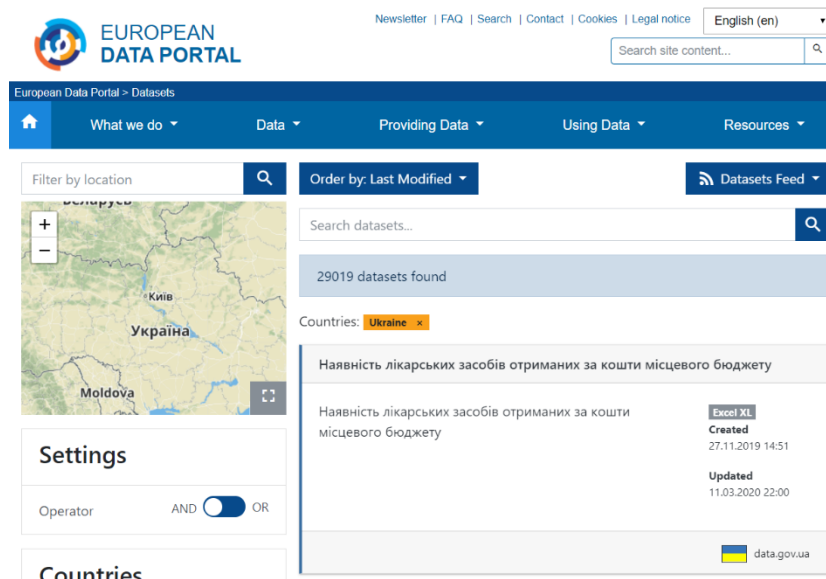 EUROPEAN
DATA PORTAL
Newsletter | FAQ | Search | Contact | Cookies | Legal notice
English (en)
Search site content...
European Data Portal > Datasets
What we do
Data
Providing Data
Using Data
Resources
Filter by location
Order by: Last Modified
Datasets Feed
Search datasets...
29019 datasets found
Countries: Ukraine ×
+
−
Київ
Україна
Moldova
Наявність лікарських засобів отриманих за кошти місцевого бюджету
Наявність лікарських засобів отриманих за кошти
місцевого бюджету
Excel XL
Created
27.11.2019 14:51
Updated
11.03.2020 22:00
data.gov.ua
Settings
Operator
AND
OR
Countries